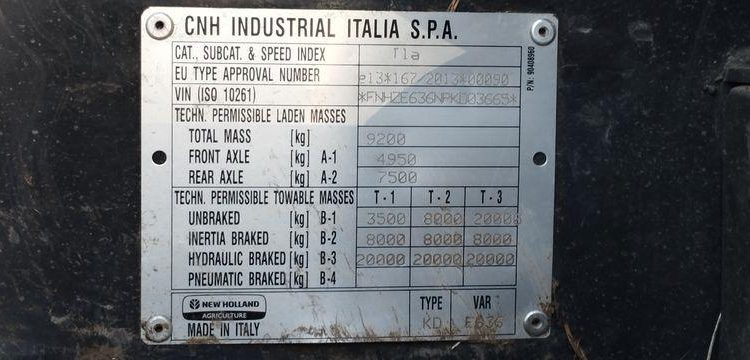 CNH INDUSTRIAL ITALIA S.P.A.
CAT., SUBCAT. & SPEED INDEX T1a
EU TYPE APPROVAL NUMBER e13*167/2013*00090
VIN (ISO 10261) *FNHZE636NPKD03665*
TECHN. PERMISSIBLE LADEN MASSES
TOTAL MASS [kg] 9200
FRONT AXLE [kg] A-1 4950
REAR AXLE [kg] A-2 7500
TECHN. PERMISSIBLE TOWABLE MASSES T-1 T-2 T-3
UNBRAKED [kg] B-1 3500 8000
INERTIA BRAKED [kg] B-2 8000 8000 8000
HYDRAULIC BRAKED [kg] B-3 20000 20000 20000
PNEUMATIC BRAKED [kg] B-4
NEW HOLLAND
AGRICULTURE
MADE IN ITALY
TYPE VAR
KD E636
P/N: 90408960